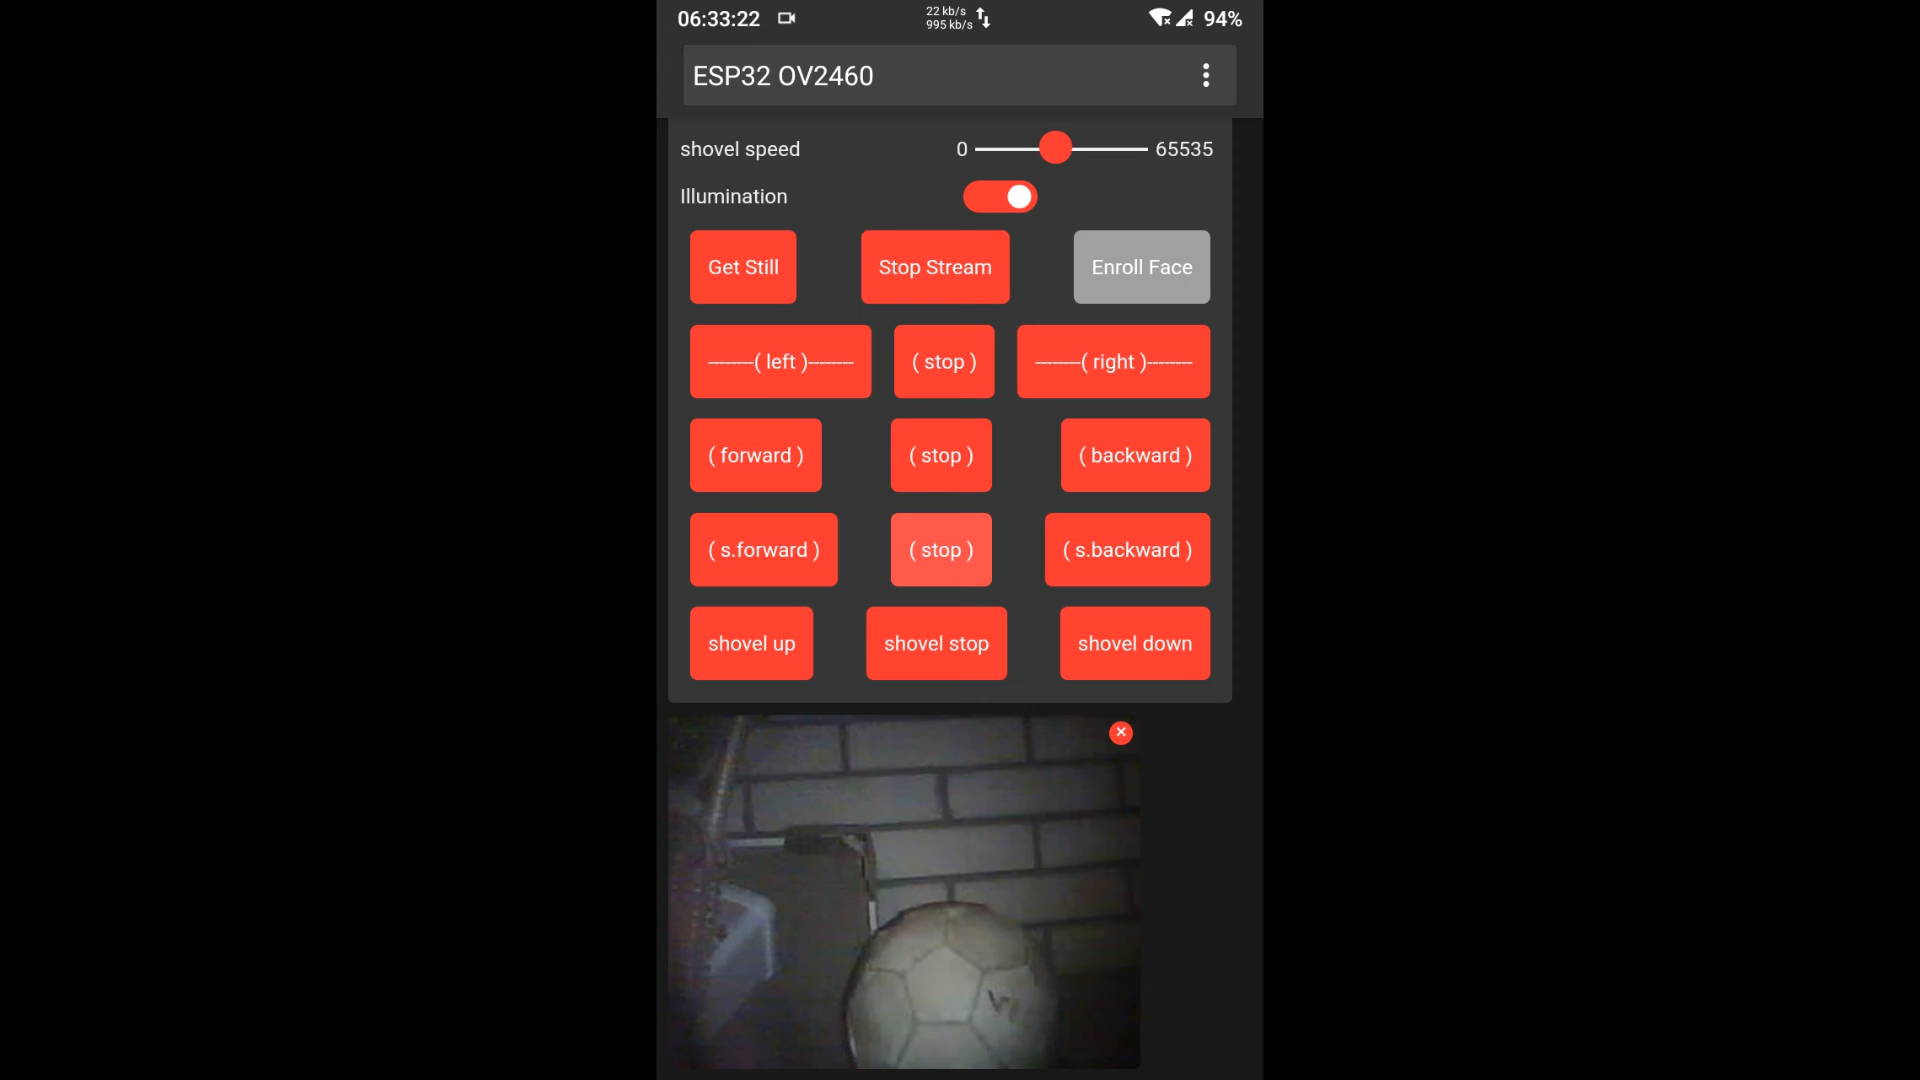 06:33:22
22 kb/s
995 kb/s
94%
ESP32 OV2460
shovel speed 0 65535
Illumination
Get Still Stop Stream Enroll Face
--------( left )-------- ( stop ) --------( right )--------
( forward ) ( stop ) ( backward )
( s.forward ) ( stop ) ( s.backward )
shovel up shovel stop shovel down